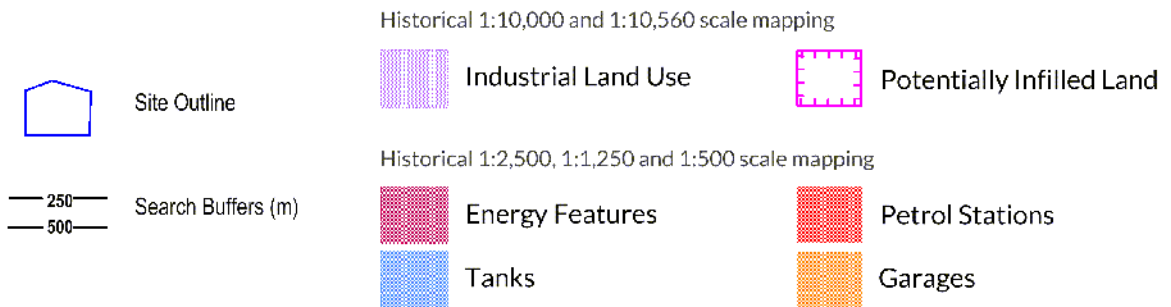 Historical 1:10,000 and 1:10,560 scale mapping
Site Outline
Industrial Land Use
Potentially Infilled Land
Historical 1:2,500, 1:1,250 and 1:500 scale mapping
250
500
Search Buffers (m)
Energy Features
Petrol Stations
Tanks
Garages